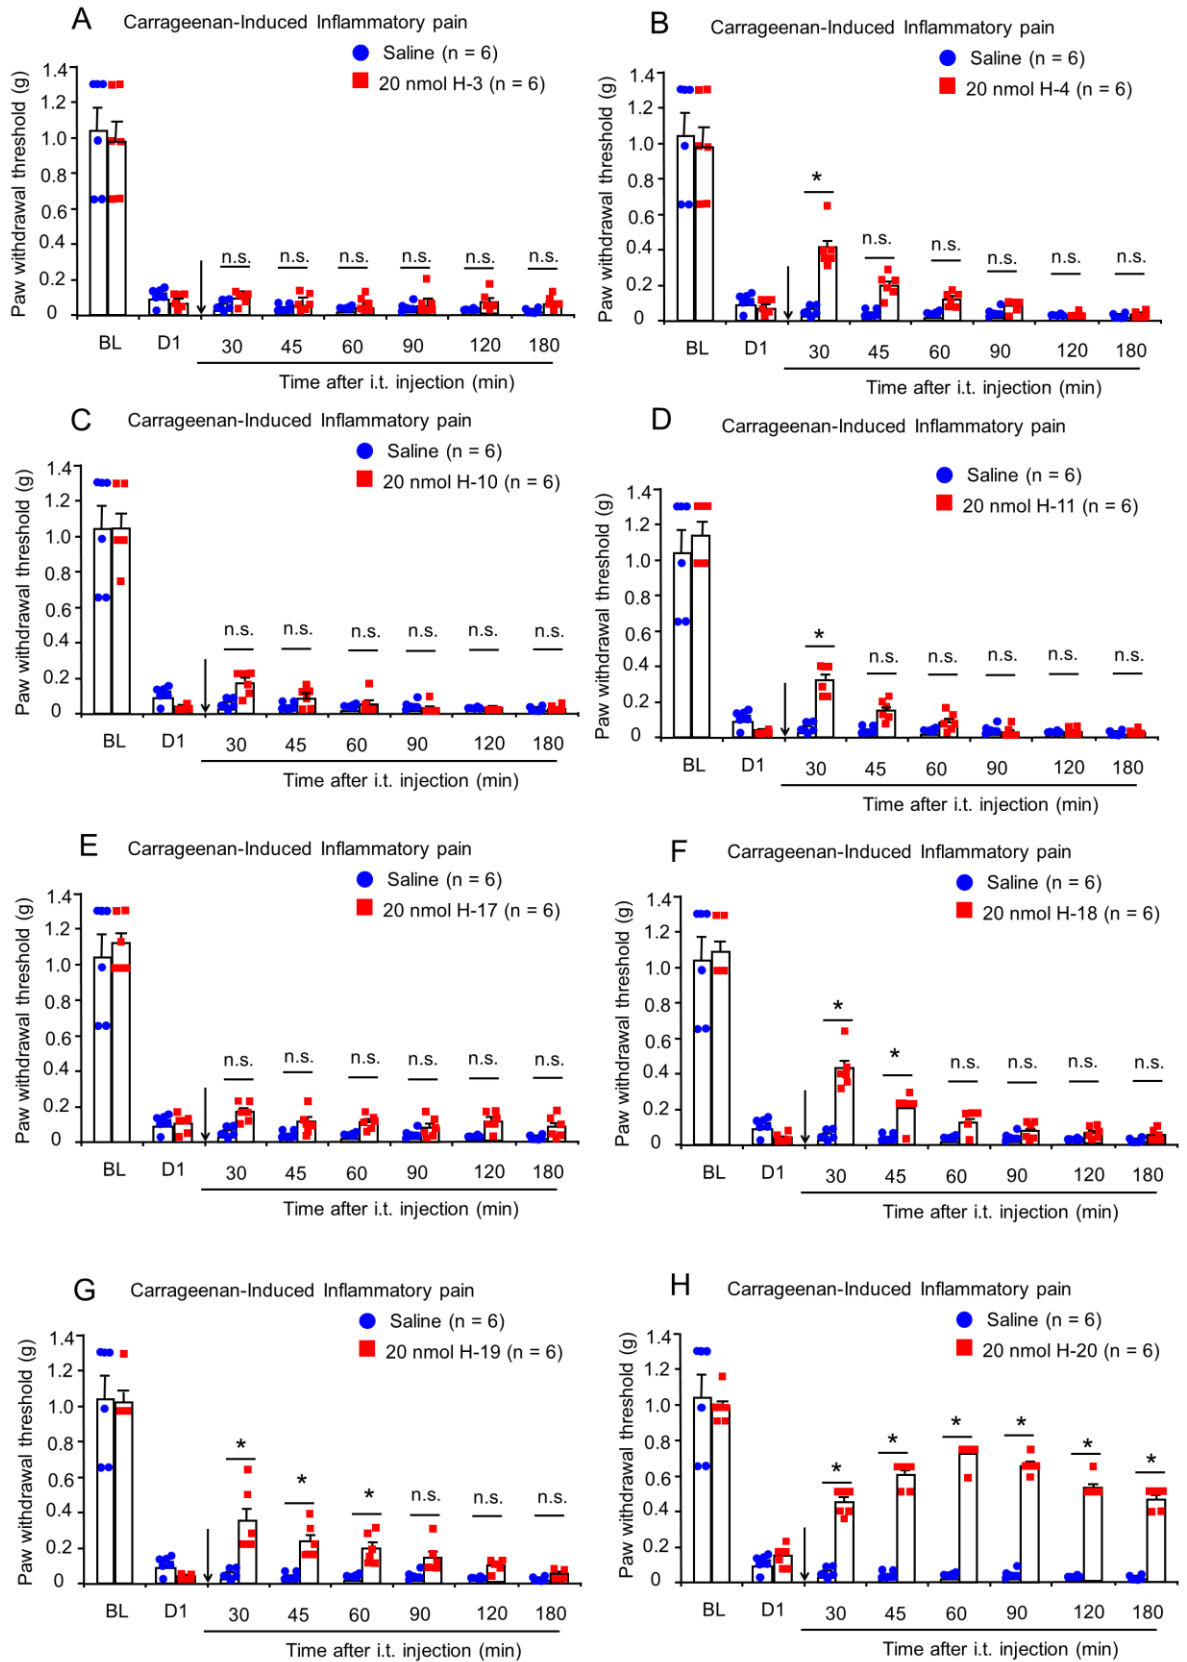 A Carrageenan-Induced Inflammatory pain
Saline (n = 6)
20 nmol H-3 (n = 6)
Paw withdrawal threshold (g)
1.4
1.2
1.0
0.8
0.6
0.4
0.2
0
n.s. n.s. n.s. n.s. n.s. n.s.
BL D1 30 45 60 90 120 180
Time after i.t. injection (min)
B Carrageenan-Induced Inflammatory pain
Saline (n = 6)
20 nmol H-4 (n = 6)
Paw withdrawal threshold (g)
1.4
1.2
1.0
0.8
0.6
0.4
0.2
0
* n.s. n.s. n.s. n.s. n.s.
BL D1 30 45 60 90 120 180
Time after i.t. injection (min)
C Carrageenan-Induced Inflammatory pain
Saline (n = 6)
20 nmol H-10 (n = 6)
Paw withdrawal threshold (g)
1.4
1.2
1.0
0.8
0.6
0.4
0.2
0
n.s. n.s. n.s. n.s. n.s. n.s.
BL D1 30 45 60 90 120 180
Time after i.t. injection (min)
D Carrageenan-Induced Inflammatory pain
Saline (n = 6)
20 nmol H-11 (n = 6)
Paw withdrawal threshold (g)
1.4
1.2
1.0
0.8
0.6
0.4
0.2
0
* n.s. n.s. n.s. n.s. n.s.
BL D1 30 45 60 90 120 180
Time after i.t. injection (min)
E Carrageenan-Induced Inflammatory pain
Saline (n = 6)
20 nmol H-17 (n = 6)
Paw withdrawal threshold (g)
1.4
1.2
1.0
0.8
0.6
0.4
0.2
0
n.s. n.s. n.s. n.s. n.s. n.s.
BL D1 30 45 60 90 120 180
Time after i.t. injection (min)
F Carrageenan-Induced Inflammatory pain
Saline (n = 6)
20 nmol H-18 (n = 6)
Paw withdrawal threshold (g)
1.4
1.2
1.0
0.8
0.6
0.4
0.2
0
* * n.s. n.s. n.s. n.s.
BL D1 30 45 60 90 120 180
Time after i.t. injection (min)
G Carrageenan-Induced Inflammatory pain
Saline (n = 6)
20 nmol H-19 (n = 6)
Paw withdrawal threshold (g)
1.4
1.2
1.0
0.8
0.6
0.4
0.2
0
* * * n.s. n.s. n.s.
BL D1 30 45 60 90 120 180
Time after i.t. injection (min)
H Carrageenan-Induced Inflammatory pain
Saline (n = 6)
20 nmol H-20 (n = 6)
Paw withdrawal threshold (g)
1.4
1.2
1.0
0.8
0.6
0.4
0.2
0
* * * * * *
BL D1 30 45 60 90 120 180
Time after i.t. injection (min)